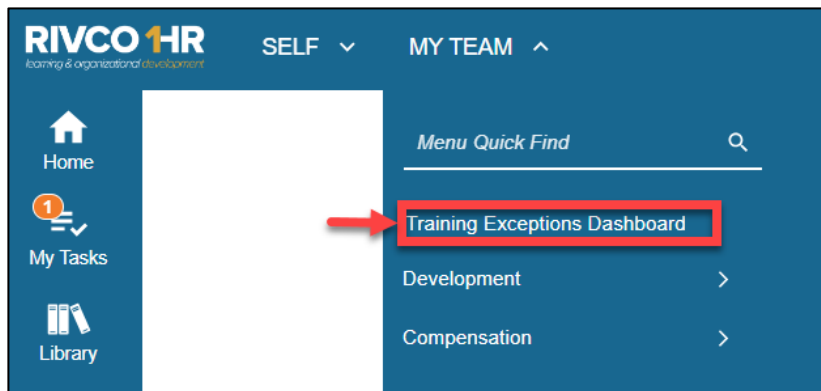 RIVCO 1HR
learning & organizational development
SELF
MY TEAM
Home
1
My Tasks
Library
Menu Quick Find
Training Exceptions Dashboard
Development
Compensation